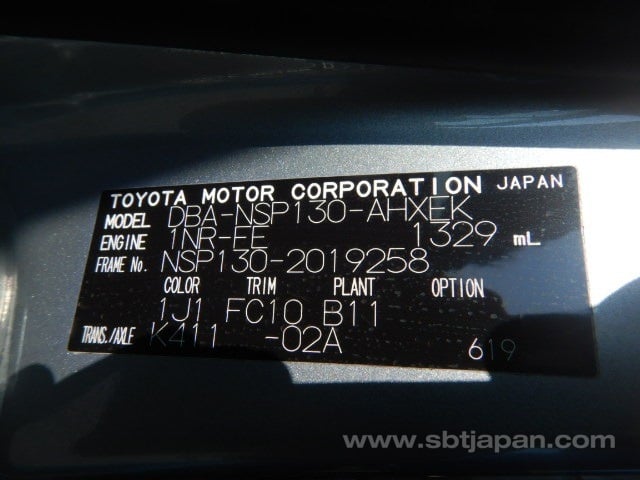 TOYOTA MOTOR CORPORATION JAPAN
MODEL DBA-NSP130-AHXEK
ENGINE 1NR-FE 1329 mL
FRAME No. NSP130-2019258
COLOR TRIM PLANT OPTION
1J1 FC10 B11
TRANS./AXLE K411 -02A 619
www.sbtjapan.com